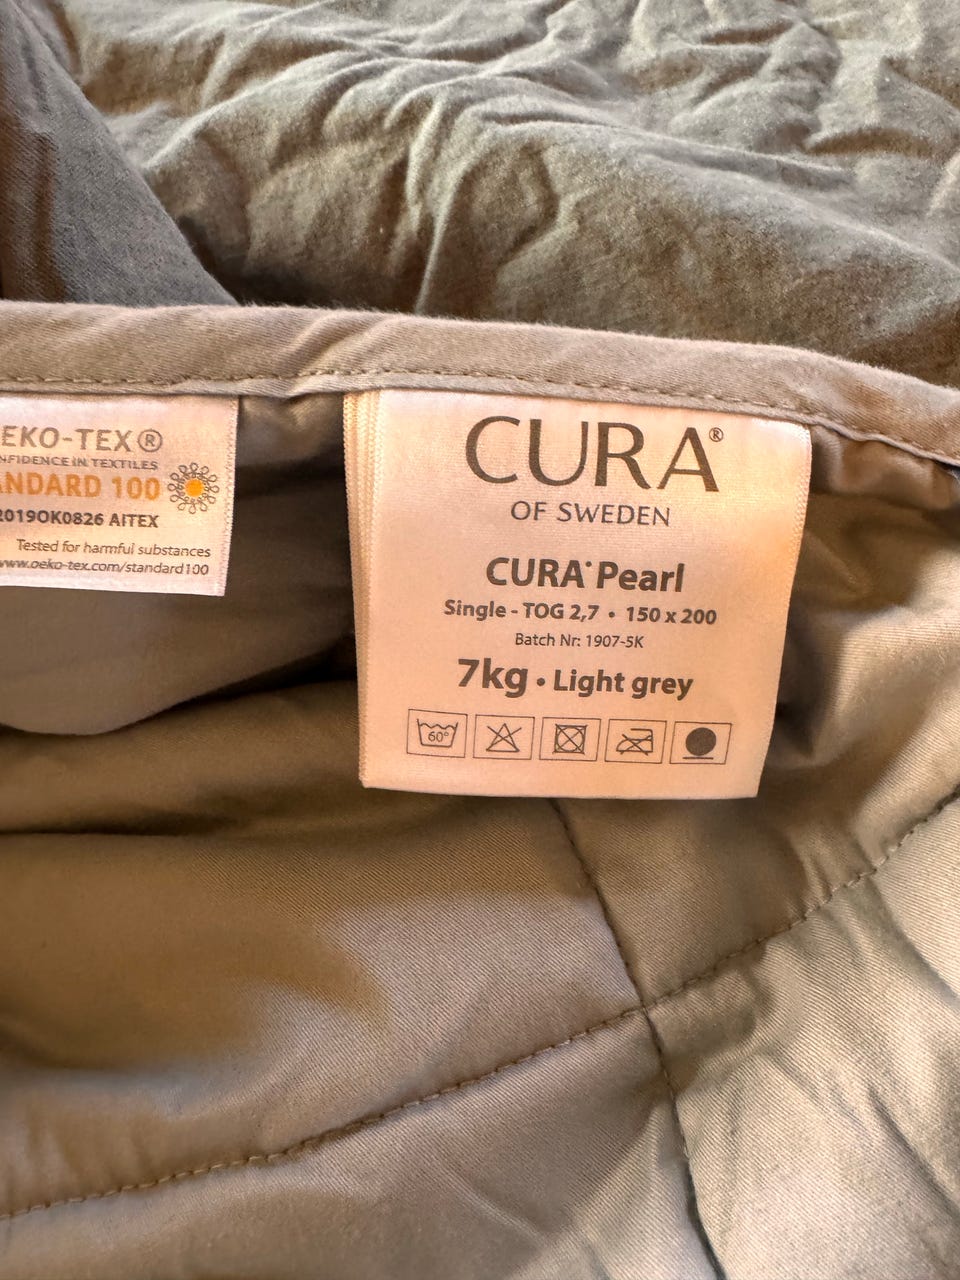 EKO-TEX®
NFIDENCE IN TEXTILES
ANDARD 100
2019OK0826 AITEX
Tested for harmful substances
www.oeko-tex.com/standard100
CURA®
OF SWEDEN
CURA® Pearl
Single - TOG 2,7 • 150 x 200
Batch Nr: 1907-5K
7kg • Light grey
60°